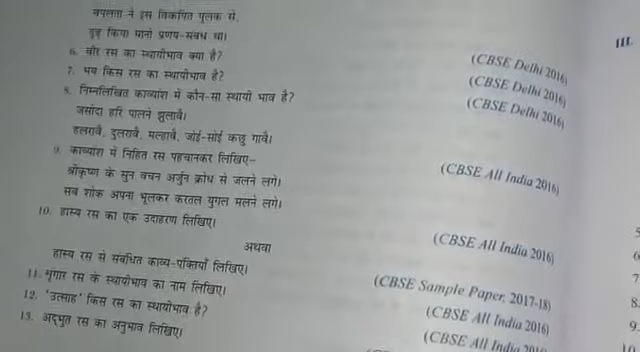 चपलता ने इस विकंपित पुलक से,
दृढ़ किया मानो प्रणय-संबंध था।
6. वीर रस का स्थायीभाव क्या है? (CBSE Delhi 2016)
7. भय किस रस का स्थायीभाव है? (CBSE Delhi 2016)
8. निम्नलिखित काव्यांश में कौन-सा स्थायी भाव है? (CBSE Delhi 2016)
जसोदा हरि पालने झुलावै।
हलरावै, दुलरावै, मल्हावै, जोई-सोई कछु गावै।
9. काव्यांश में निहित रस पहचानकर लिखिए– (CBSE All India 2016)
श्रीकृष्ण के सुन वचन अर्जुन क्रोध से जलने लगे।
सब शोक अपना भूलकर करतल युगल मलने लगे।
10. हास्य रस का एक उदाहरण लिखिए। (CBSE All India 2016)
अथवा
हास्य रस से संबंधित काव्य-पंक्तियाँ लिखिए। (CBSE Sample Paper, 2017-18)
11. शृंगार रस के स्थायीभाव का नाम लिखिए। (CBSE All India 2016)
12. 'उत्साह' किस रस का स्थायीभाव है? (CBSE All India 2016)
13. अद्भुत रस का अनुभाव लिखिए।
III.
5
6
7
8.
9.
10